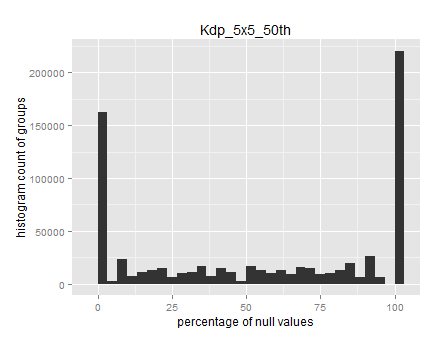 Kdp_5x5_50th
histogram count of groups
200000
150000
100000
50000
0
0 25 50 75 100
percentage of null values